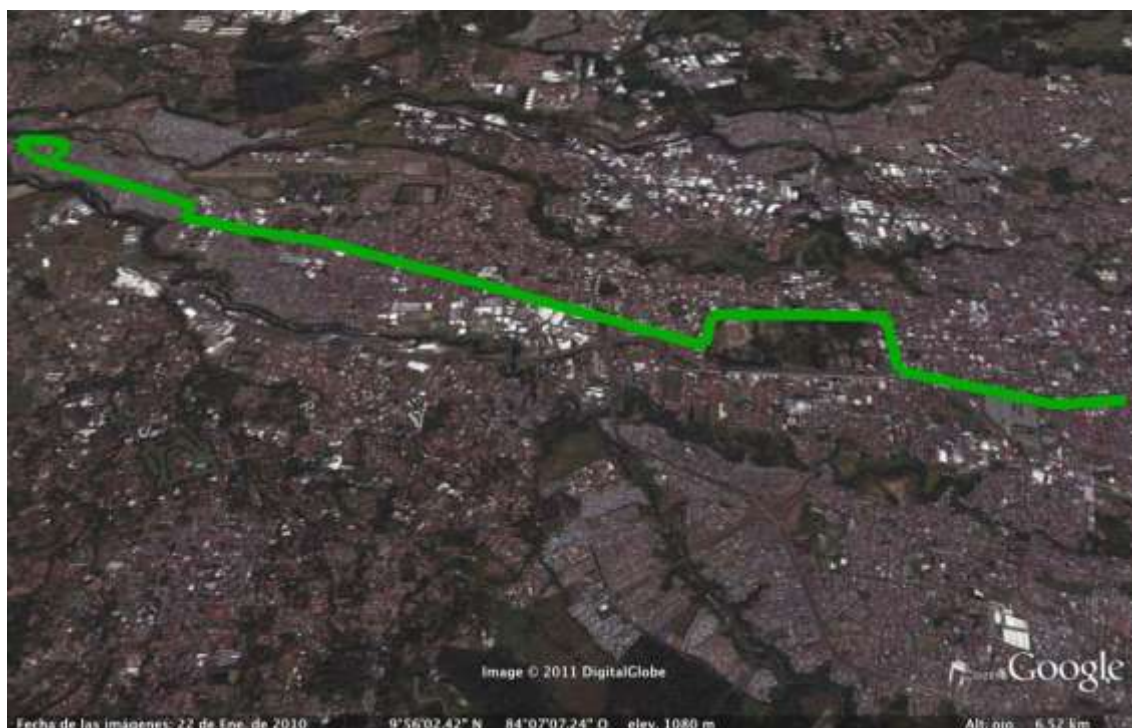 Image © 2011 DigitalGlobe
Google
Fecha de las imágenes: 22 de Ene. de 2010 9°56'02.42" N 84°07'07.24" O elev. 1080 m Alt. ojo 6.52 km